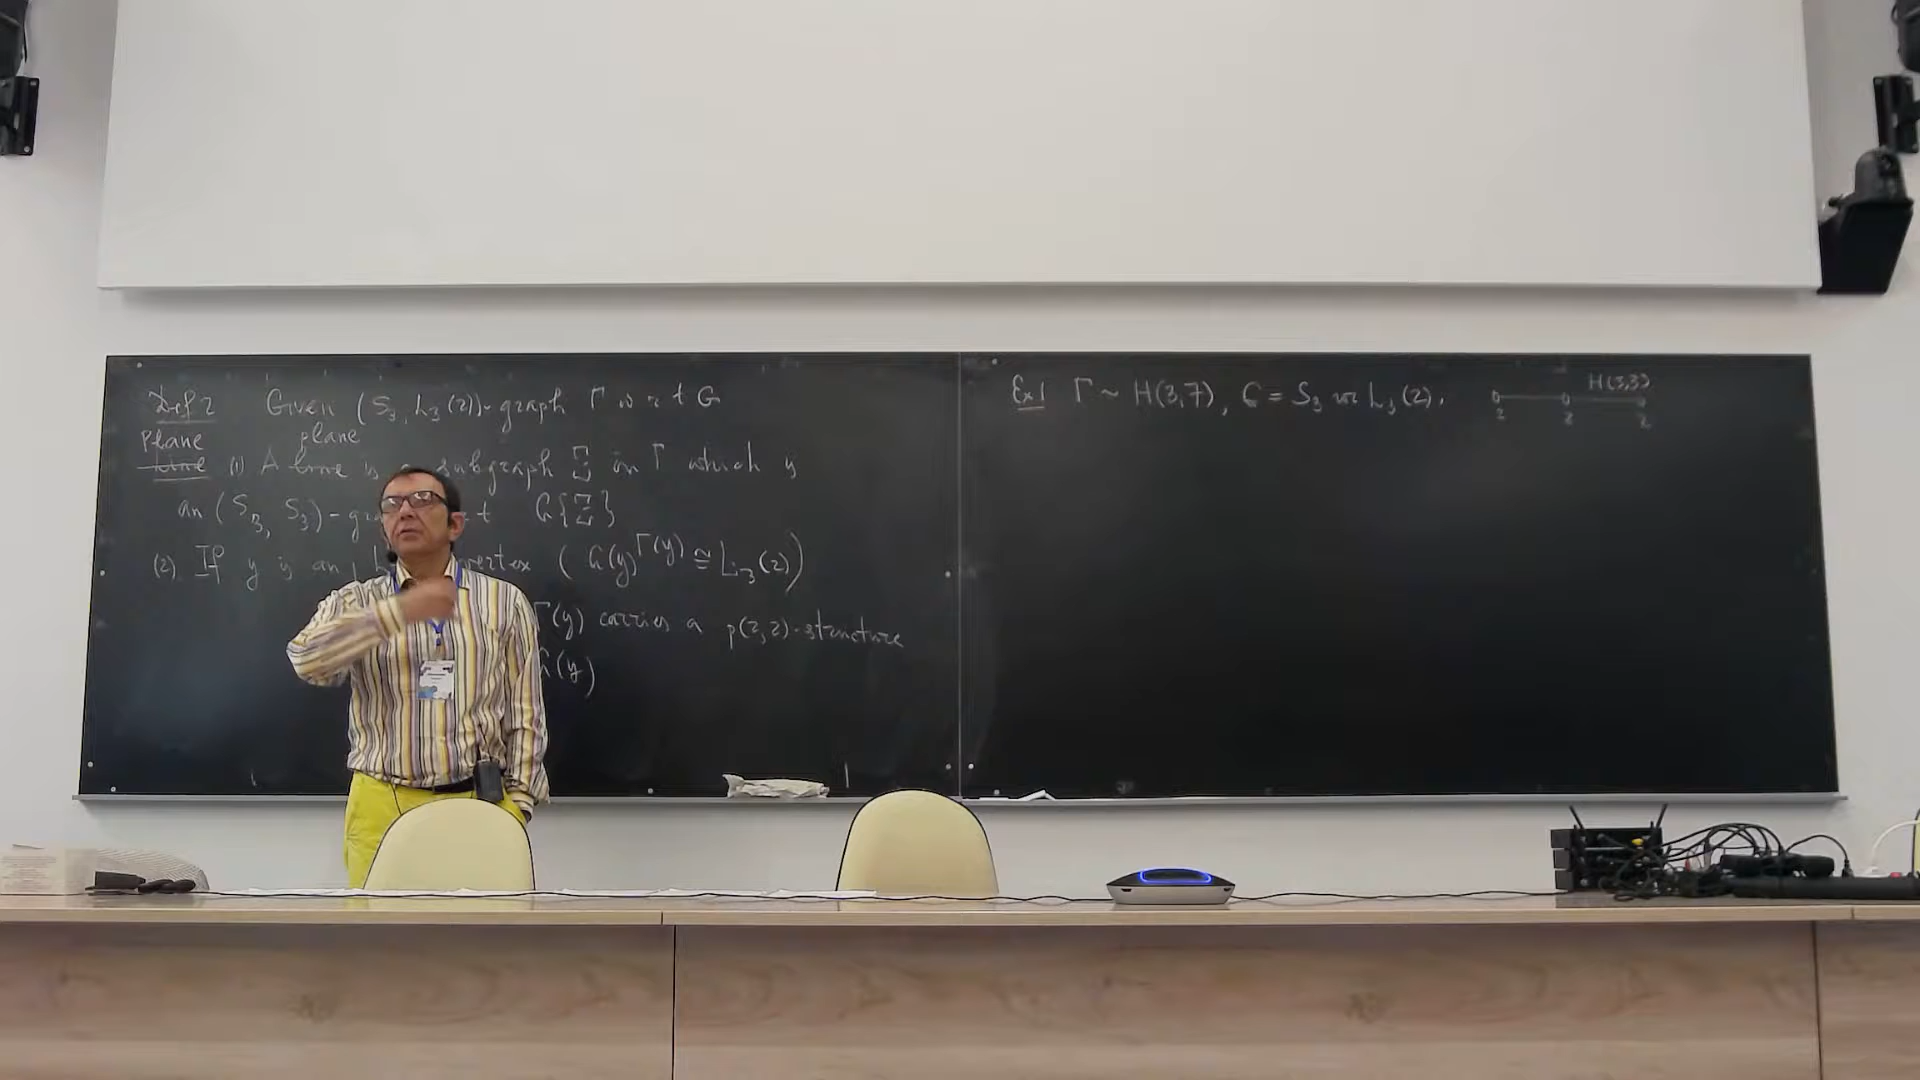 Def 2 Given (S₃, L₃(2))-graph Γ w r t G
Plane plane
Line (1) A line is a subgraph Ξ in Γ which is
an (S₃, S₃)- t G{Ξ}
(2) If y is an vertex ( G(y)^Γ(y) ≅ L₃(2))
Γ(y) carries a p(2,2)-structure
G(y)
Ex1 Γ ~ H(3,7), G = S₃ wr L₃(2).
H(3,3)
2 2 2